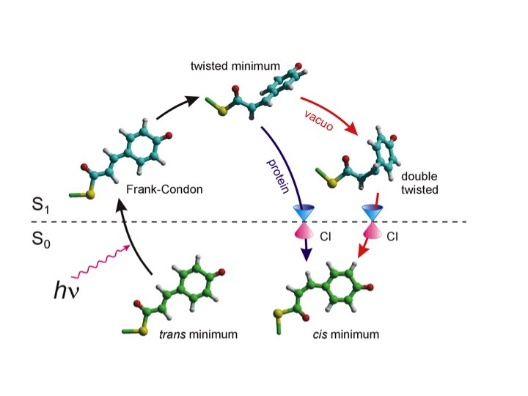 twisted minimum
vacuo
protein
Frank-Condon
double
twisted
S1
S0
CI
CI
hν
trans minimum
cis minimum